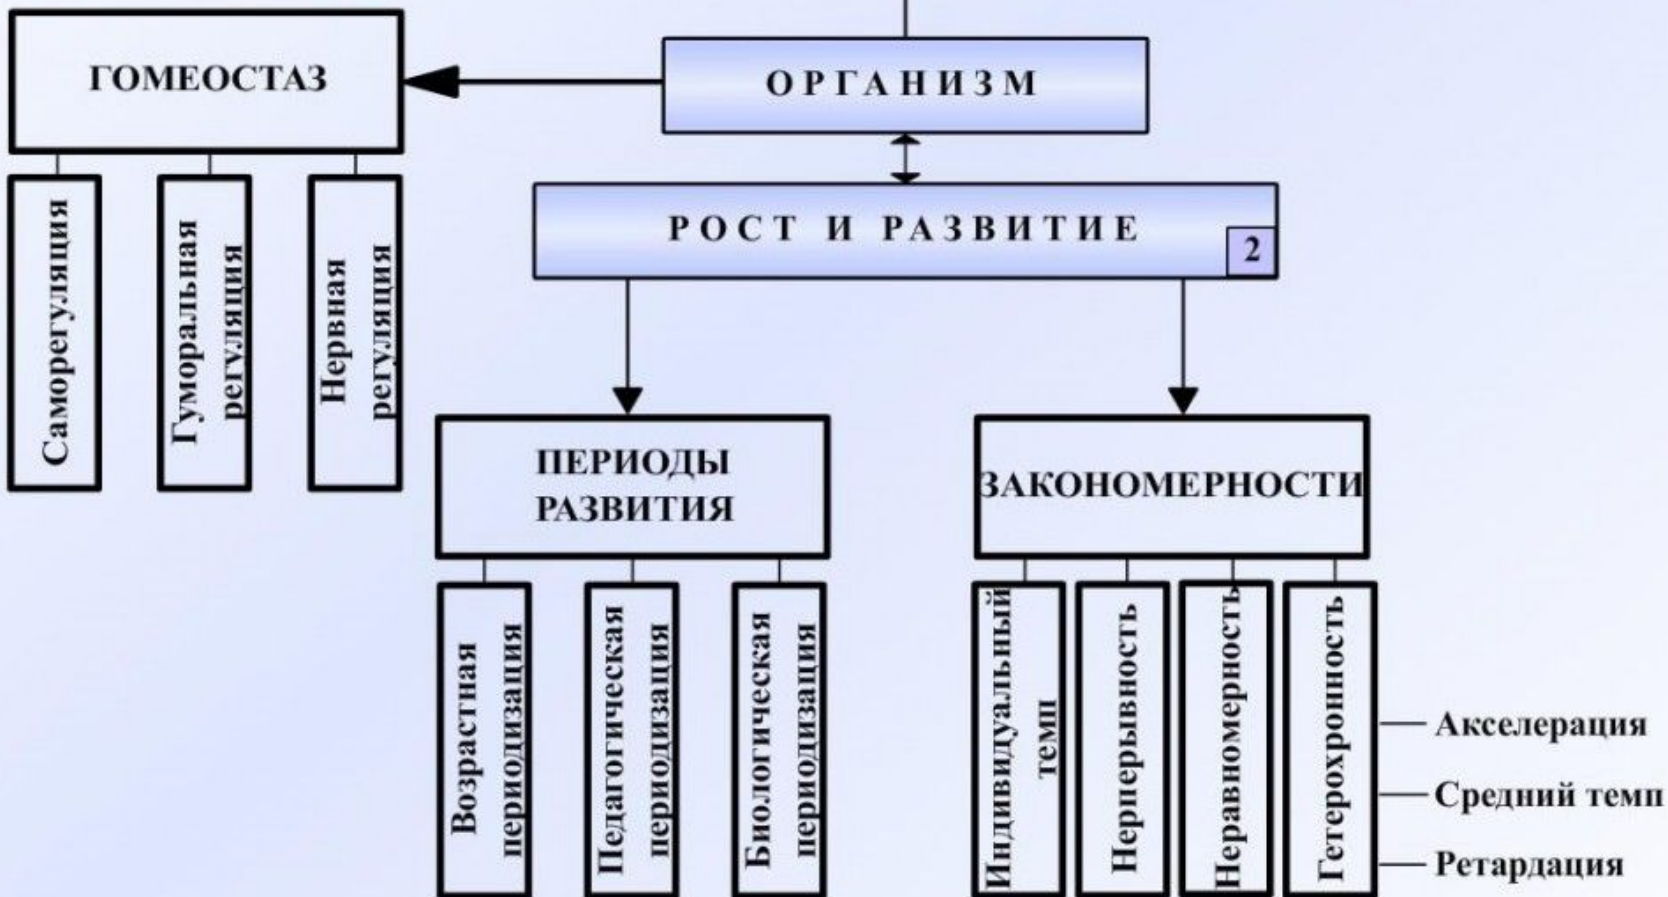 ГОМЕОСТАЗ
ОРГАНИЗМ
Саморегуляция
Гуморальная
регуляция
Нервная
регуляция
РОСТ И РАЗВИТИЕ
2
ПЕРИОДЫ
РАЗВИТИЯ
ЗАКОНОМЕРНОСТИ
Возрастная
периодизация
Педагогическая
периодизация
Биологическая
периодизация
Индивидуальный
темп
Нерперывность
Неравномерность
Гетерохронность
Акселерация
Средний темп
Ретардация